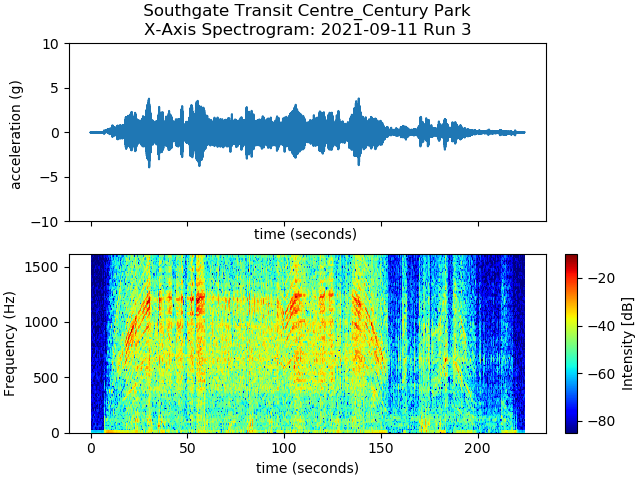 Southgate Transit Centre_Century Park
X-Axis Spectrogram: 2021-09-11 Run 3
10
5
0
−5
−10
acceleration (g)
time (seconds)
1500
1000
500
0
Frequency (Hz)
0 50 100 150 200
time (seconds)
−20
−40
−60
−80
Intensity [dB]